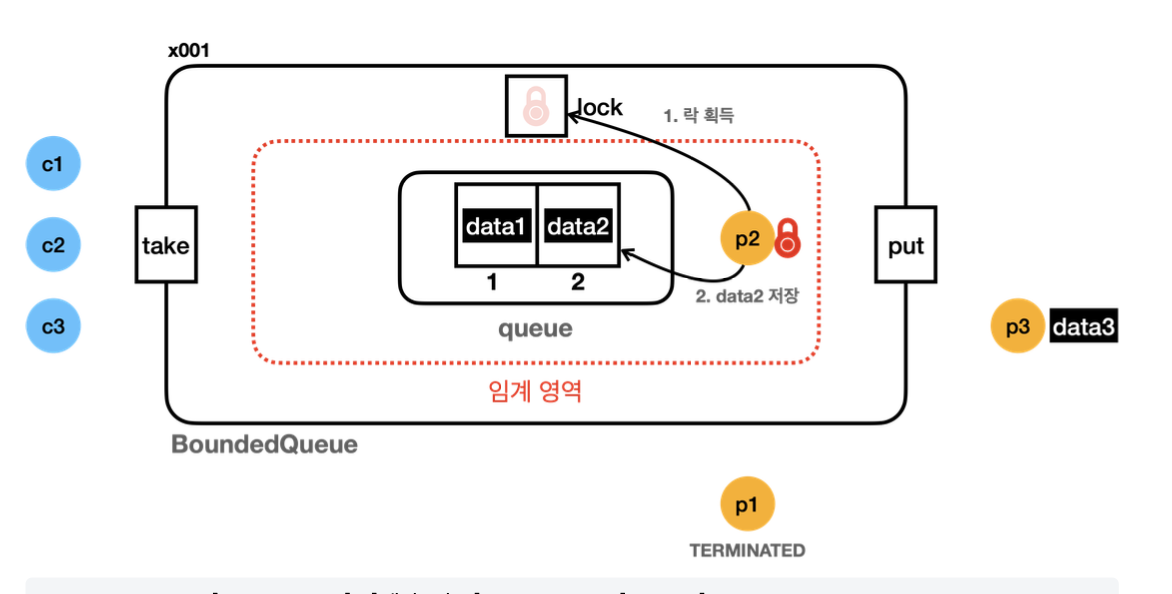 x001
lock
1. 락 획득
c1
c2
c3
take
data1
data2
1
2
queue
p2
2. data2 저장
put
p3
data3
임계 영역
BoundedQueue
p1
TERMINATED